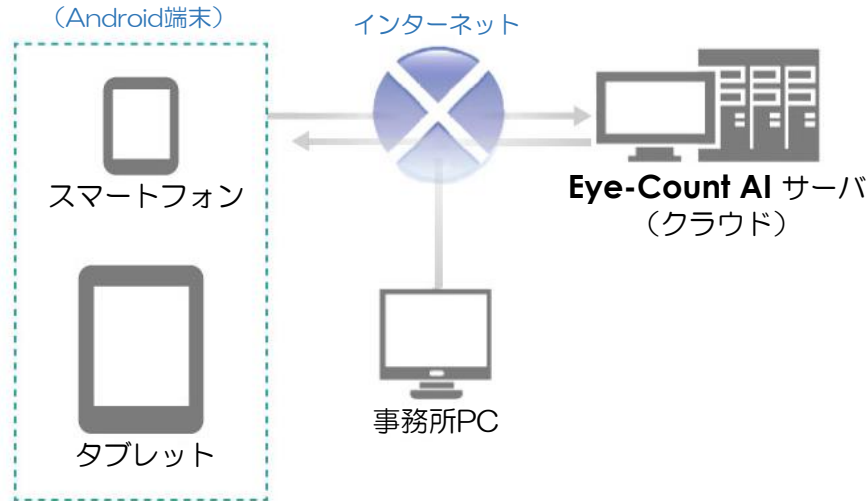 （Android端末）
インターネット
スマートフォン
Eye-Count AI サーバ
（クラウド）
事務所PC
タブレット